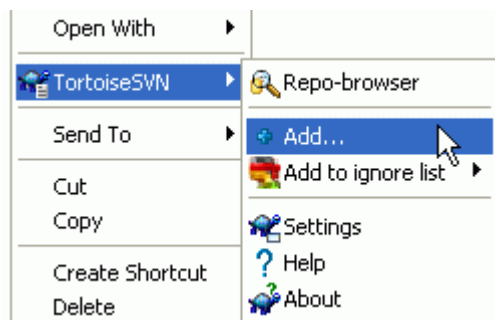 Open With
TortoiseSVN
Send To
Cut
Copy
Create Shortcut
Delete
Repo-browser
Add...
Add to ignore list
Settings
Help
About